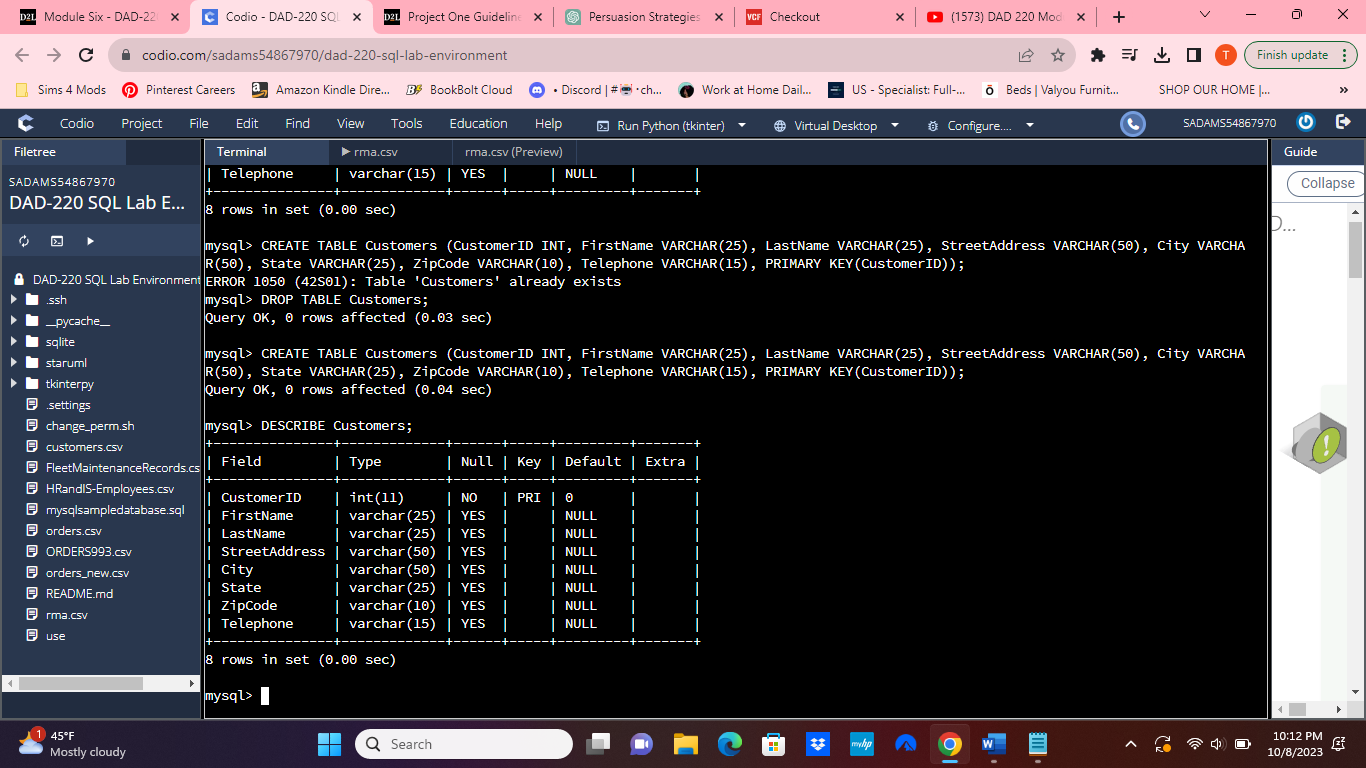 Module Six - DAD-22
Codio - DAD-220 SQL
Project One Guideline
Persuasion Strategies
Checkout
(1573) DAD 220 Mod
codio.com/sadams54867970/dad-220-sql-lab-environment
T
Finish update
Sims 4 Mods
Pinterest Careers
Amazon Kindle Dire...
BookBolt Cloud
• Discord | #👾·ch...
Work at Home Dail...
US - Specialist: Full-...
Beds | Valyou Furnit...
SHOP OUR HOME |...
»
Codio Project File Edit Find View Tools Education Help
Run Python (tkinter)
Virtual Desktop
Configure....
SADAMS54867970
Filetree
Terminal
rma.csv
rma.csv (Preview)
Guide
SADAMS54867970
DAD-220 SQL Lab E...
Collapse
D...
DAD-220 SQL Lab Environment
.ssh
__pycache__
sqlite
staruml
tkinterpy
.settings
change_perm.sh
customers.csv
FleetMaintenanceRecords.cs
HRandIS-Employees.csv
mysqlsampledatabase.sql
orders.csv
ORDERS993.csv
orders_new.csv
README.md
rma.csv
use
| Telephone | varchar(15) | YES | | NULL | |
+---------------+-------------+------+-----+---------+-------+
8 rows in set (0.00 sec)
mysql> CREATE TABLE Customers (CustomerID INT, FirstName VARCHAR(25), LastName VARCHAR(25), StreetAddress VARCHAR(50), City VARCHA
R(50), State VARCHAR(25), ZipCode VARCHAR(10), Telephone VARCHAR(15), PRIMARY KEY(CustomerID));
ERROR 1050 (42S01): Table 'Customers' already exists
mysql> DROP TABLE Customers;
Query OK, 0 rows affected (0.03 sec)
mysql> CREATE TABLE Customers (CustomerID INT, FirstName VARCHAR(25), LastName VARCHAR(25), StreetAddress VARCHAR(50), City VARCHA
R(50), State VARCHAR(25), ZipCode VARCHAR(10), Telephone VARCHAR(15), PRIMARY KEY(CustomerID));
Query OK, 0 rows affected (0.04 sec)
mysql> DESCRIBE Customers;
+---------------+-------------+------+-----+---------+-------+
| Field | Type | Null | Key | Default | Extra |
+---------------+-------------+------+-----+---------+-------+
| CustomerID | int(11) | NO | PRI | 0 | |
| FirstName | varchar(25) | YES | | NULL | |
| LastName | varchar(25) | YES | | NULL | |
| StreetAddress | varchar(50) | YES | | NULL | |
| City | varchar(50) | YES | | NULL | |
| State | varchar(25) | YES | | NULL | |
| ZipCode | varchar(10) | YES | | NULL | |
| Telephone | varchar(15) | YES | | NULL | |
+---------------+-------------+------+-----+---------+-------+
8 rows in set (0.00 sec)
mysql>
1
45°F
Mostly cloudy
Search
10:12 PM
10/8/2023